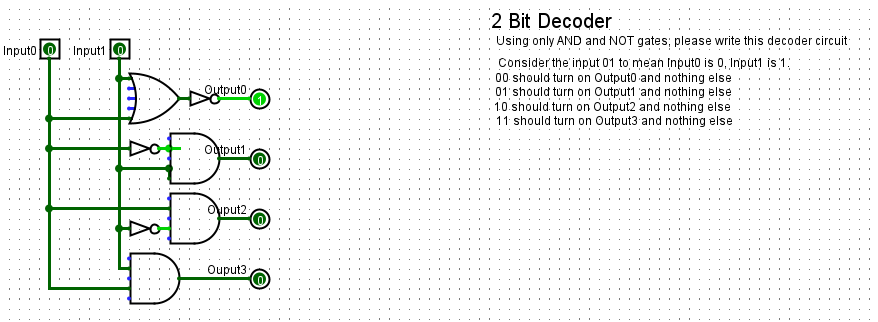 2 Bit Decoder
Using only AND and NOT gates, please write this decoder circuit
Consider the input 01 to mean Input0 is 0, Input1 is 1.
00 should turn on Output0 and nothing else
01 should turn on Output1 and nothing else
10 should turn on Output2 and nothing else
11 should turn on Output3 and nothing else
Input0 0 Input1 0
Output0 1
Output1 0
Ouput2 0
Ouput3 0